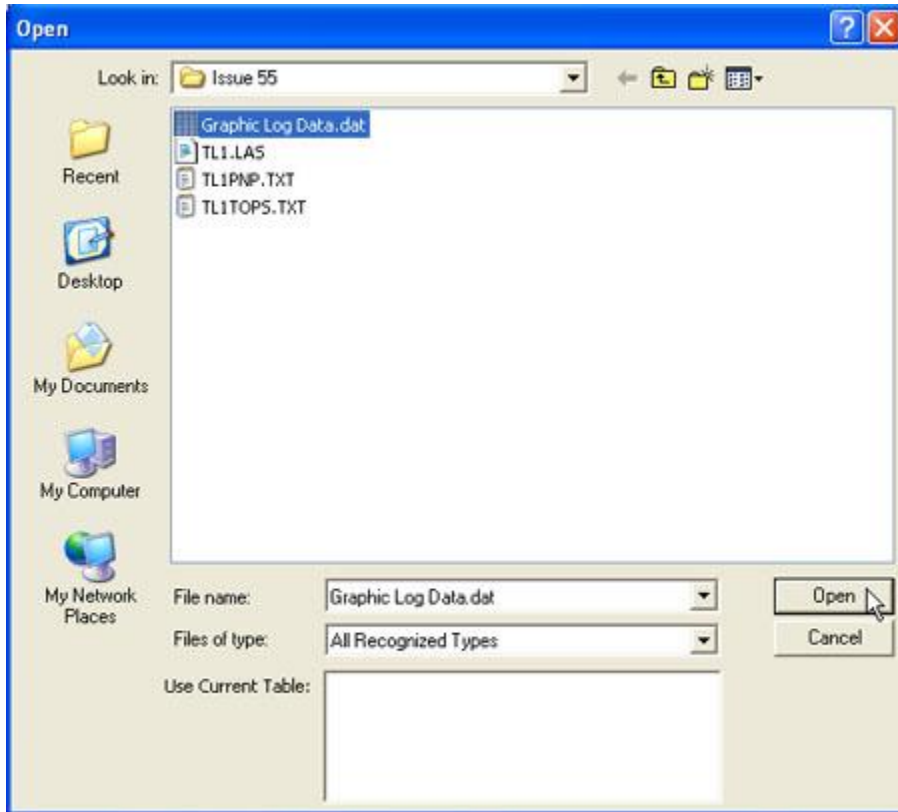 Open
Look in: Issue 55
Graphic Log Data.dat
TL1.LAS
TL1PNP.TXT
TL1TOPS.TXT
Recent
Desktop
My Documents
My Computer
My Network
Places
File name: Graphic Log Data.dat Open
Files of type: All Recognized Types Cancel
Use Current Table: